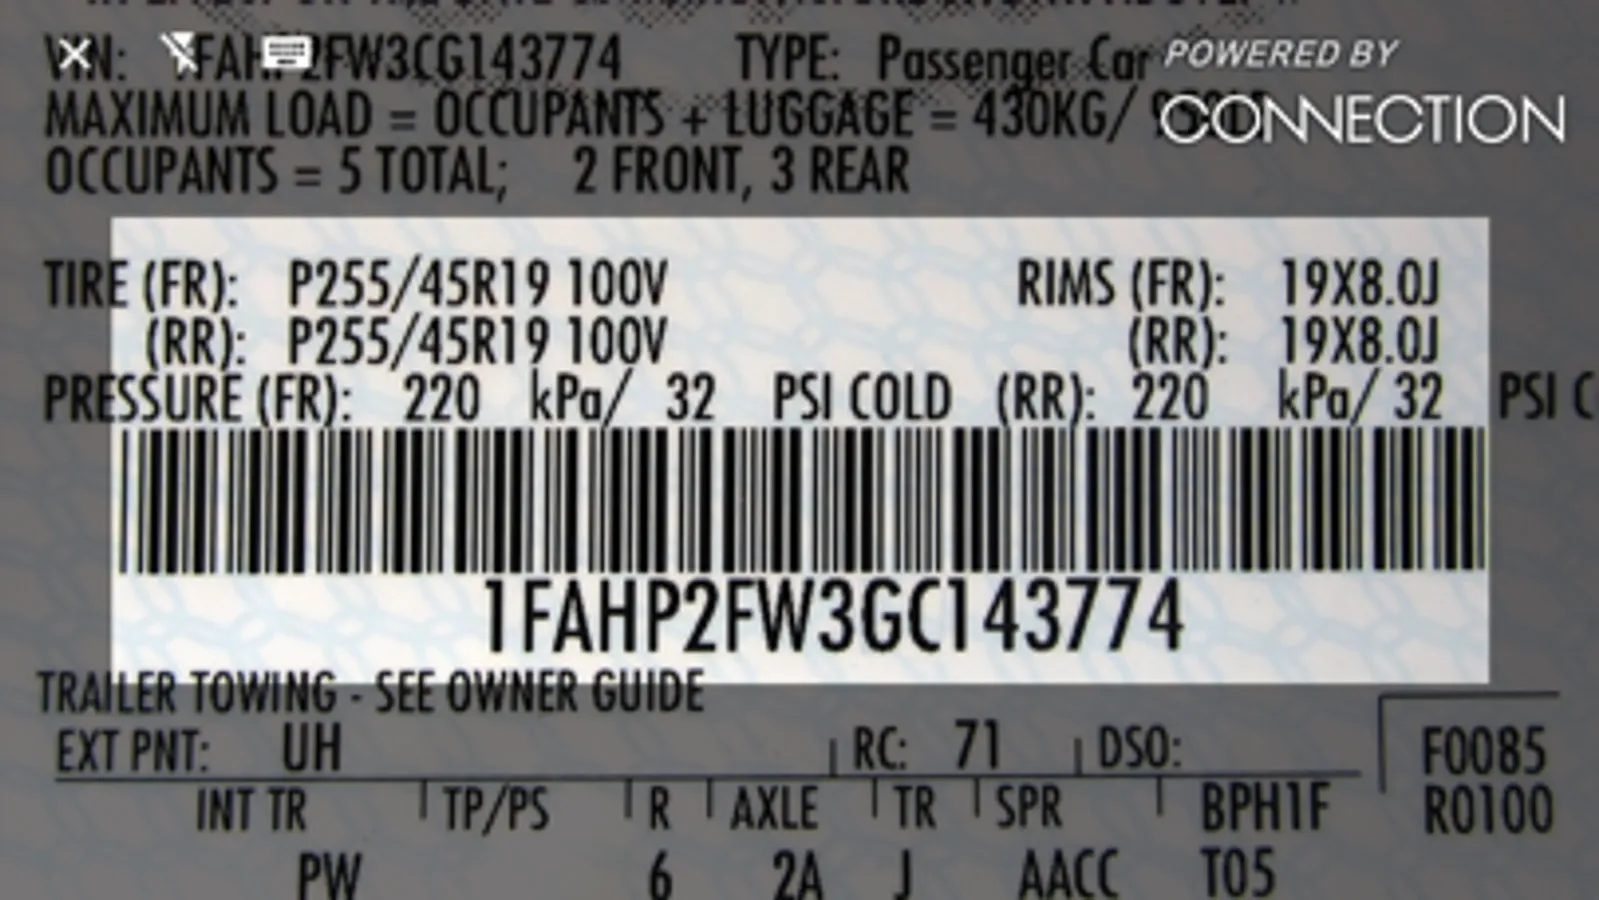 VIN: FAHP2FW3CG143774 TYPE: Passenger Car
POWERED BY
CONNECTION
MAXIMUM LOAD = OCCUPANTS + LUGGAGE = 430KG/
OCCUPANTS = 5 TOTAL; 2 FRONT, 3 REAR
TIRE (FR): P255/45R19 100V RIMS (FR): 19X8.0J
(RR): P255/45R19 100V (RR): 19X8.0J
PRESSURE (FR): 220 kPa/ 32 PSI COLD (RR): 220 kPa/ 32 PSI C
1FAHP2FW3GC143774
TRAILER TOWING - SEE OWNER GUIDE
EXT PNT: UH RC: 71 DSO: F0085
INT TR TP/PS R AXLE TR SPR BPH1F R0100
PW 6 2A J AACC T05